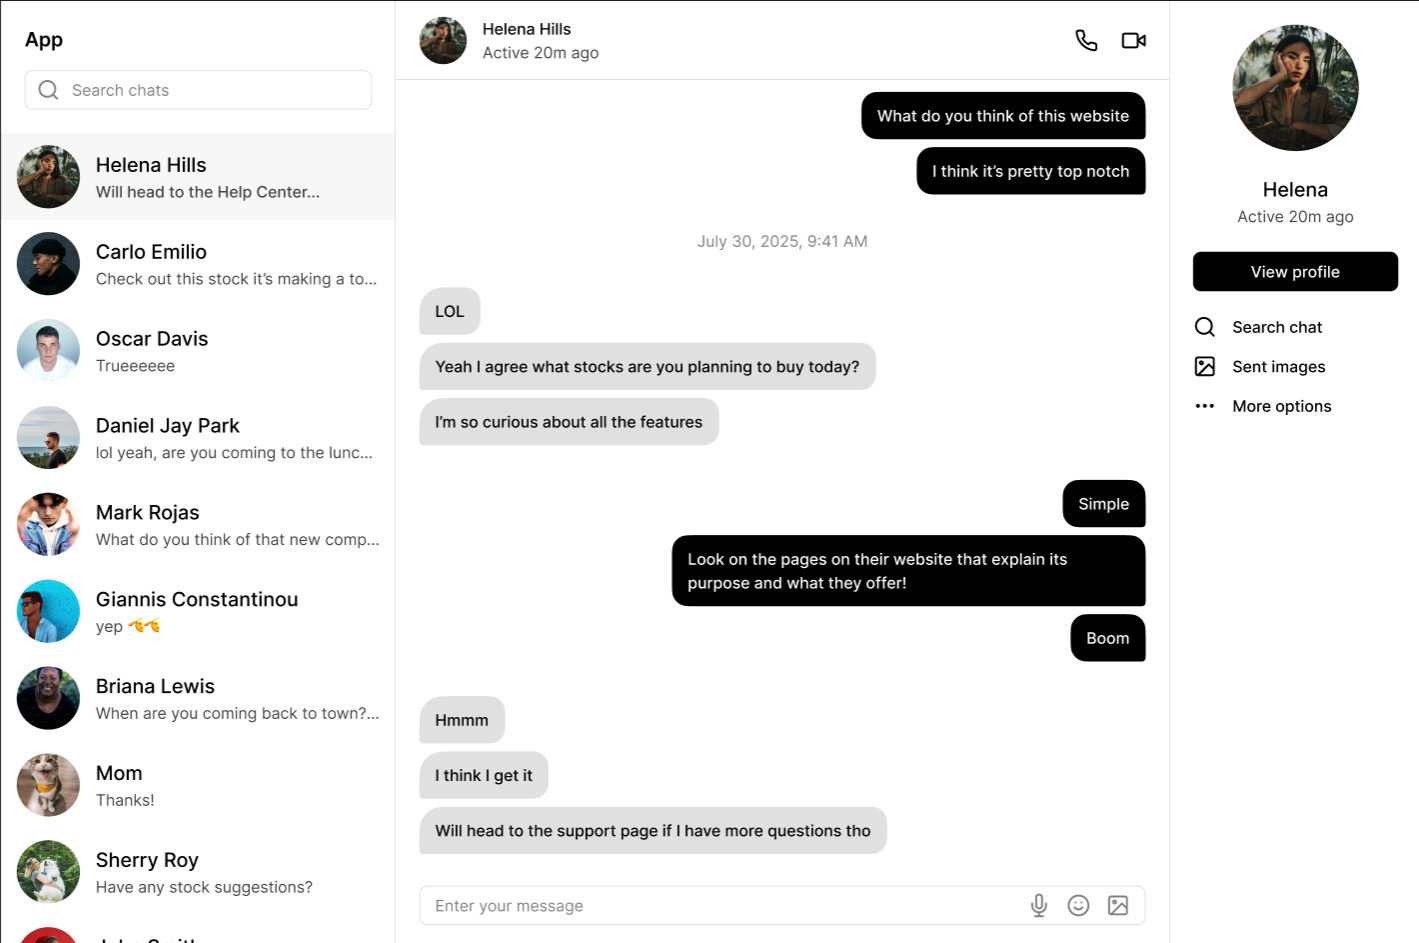 App
Search chats
Helena Hills
Will head to the Help Center...
Carlo Emilio
Check out this stock it's making a to...
Oscar Davis
Trueeeeee
Daniel Jay Park
lol yeah, are you coming to the lunc...
Mark Rojas
What do you think of that new comp...
Giannis Constantinou
yep 🫡🫡
Briana Lewis
When are you coming back to town?...
Mom
Thanks!
Sherry Roy
Have any stock suggestions?
Helena Hills
Active 20m ago
What do you think of this website
I think it's pretty top notch
July 30, 2025, 9:41 AM
LOL
Yeah I agree what stocks are you planning to buy today?
I'm so curious about all the features
Simple
Look on the pages on their website that explain its
purpose and what they offer!
Boom
Hmmm
I think I get it
Will head to the support page if I have more questions tho
Enter your message
Helena
Active 20m ago
View profile
Search chat
Sent images
More options